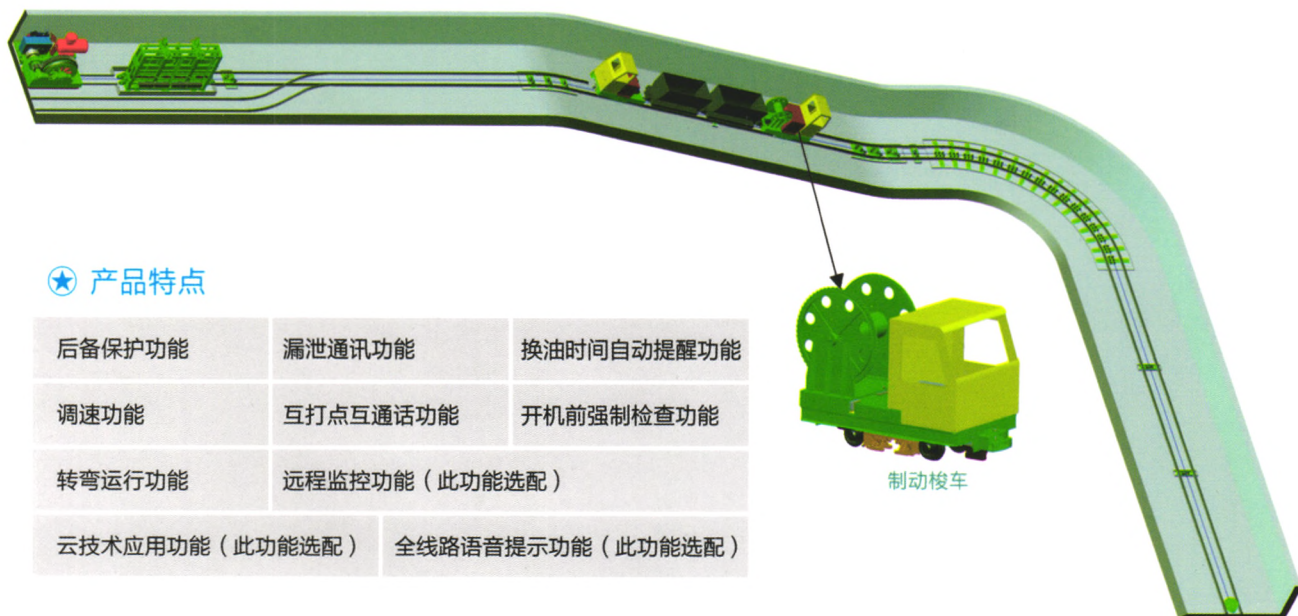 产品特点
后备保护功能
漏泄通讯功能
换油时间自动提醒功能
调速功能
互打点互通话功能
开机前强制检查功能
转弯运行功能
远程监控功能（此功能选配）
云技术应用功能（此功能选配）
全线路语音提示功能（此功能选配）
制动梭车